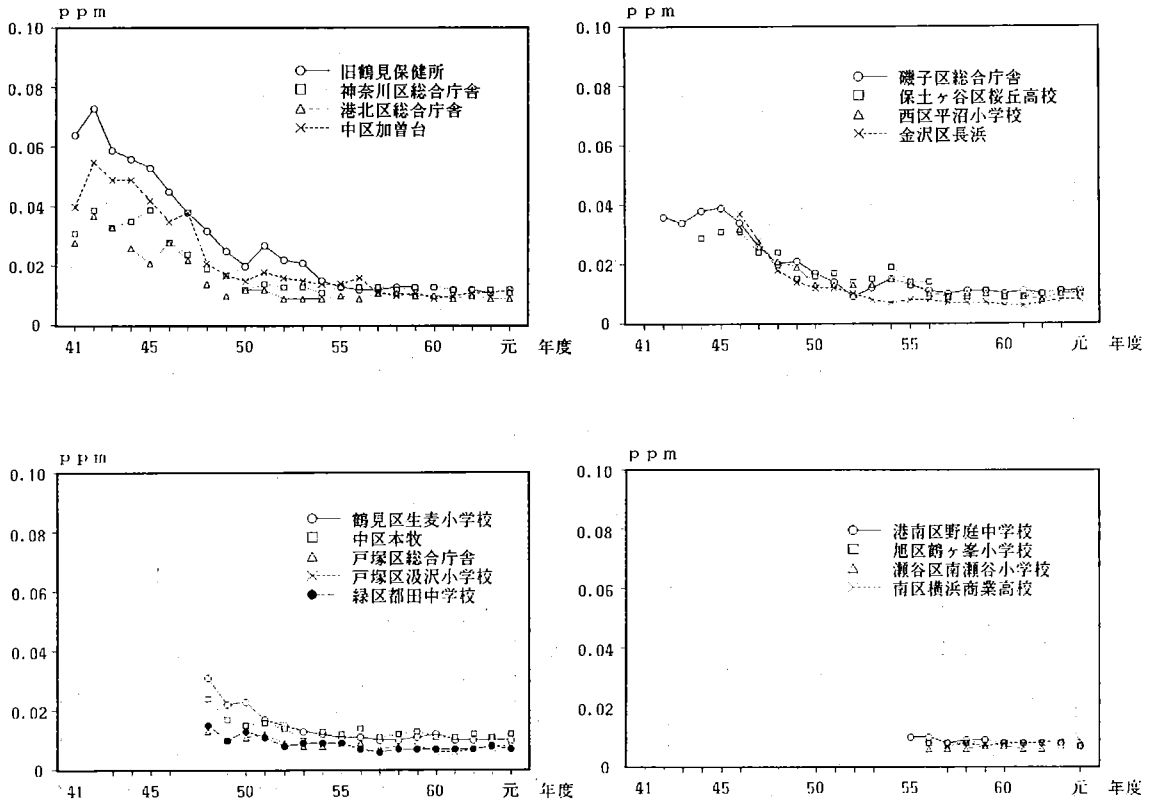 ppm
0.10
0.08
0.06
0.04
0.02
0
41 45 50 55 60 元 年度
旧鶴見保健所
神奈川区総合庁舎
港北区総合庁舎
中区加曽台
ppm
0.10
0.08
0.06
0.04
0.02
0
41 45 50 55 60 元 年度
磯子区総合庁舎
保土ヶ谷区桜丘高校
西区平沼小学校
金沢区長浜
ppm
0.10
0.08
0.06
0.04
0.02
0
41 45 50 55 60 元 年度
鶴見区生麦小学校
中区本牧
戸塚区総合庁舎
戸塚区汲沢小学校
緑区都田中学校
ppm
0.10
0.08
0.06
0.04
0.02
0
41 45 50 55 60 元 年度
港南区野庭中学校
旭区鶴ヶ峯小学校
瀬谷区南瀬谷小学校
南区横浜商業高校